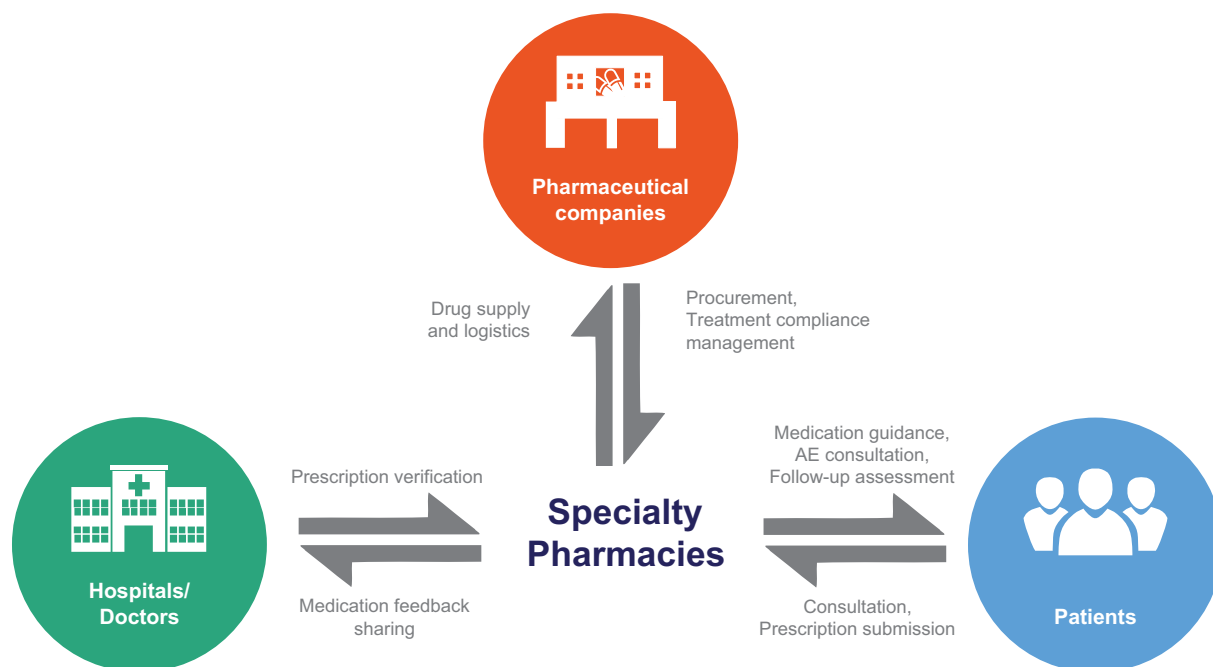 Pharmaceutical
companies
Drug supply
and logistics
Procurement,
Treatment compliance
management
Hospitals/
Doctors
Prescription verification
Medication feedback
sharing
Specialty
Pharmacies
Medication guidance,
AE consultation,
Follow-up assessment
Consultation,
Prescription submission
Patients